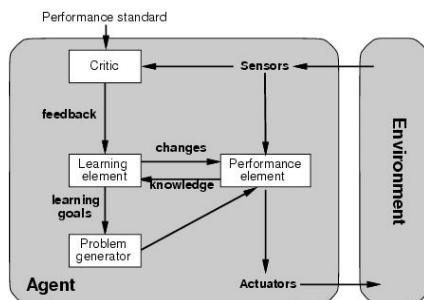 Performance standard
Critic
Sensors
feedback
changes
Learning
element
Performance
element
knowledge
learning
goals
Problem
generator
Agent
Actuators
Environment